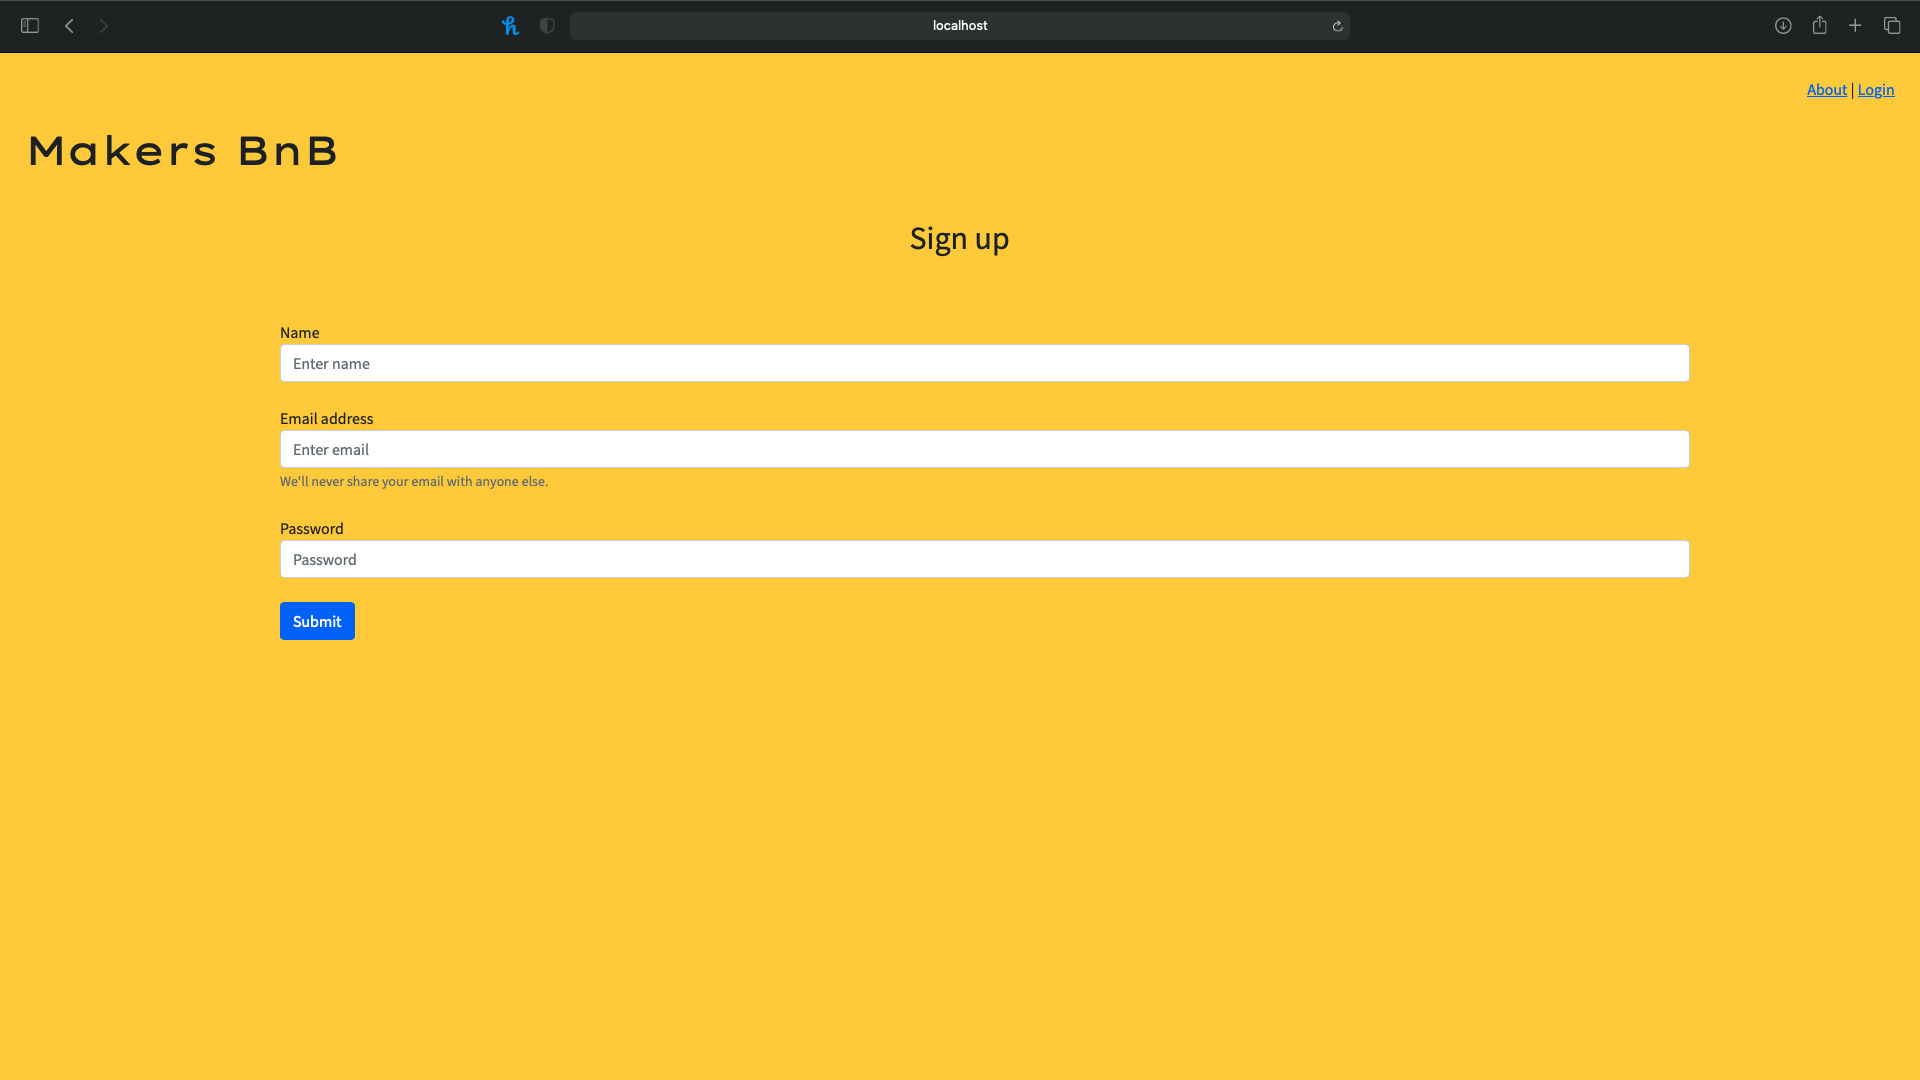 localhost
About | Login
Makers BnB
Sign up
Name
Enter name
Email address
Enter email
We'll never share your email with anyone else.
Password
Password
Submit